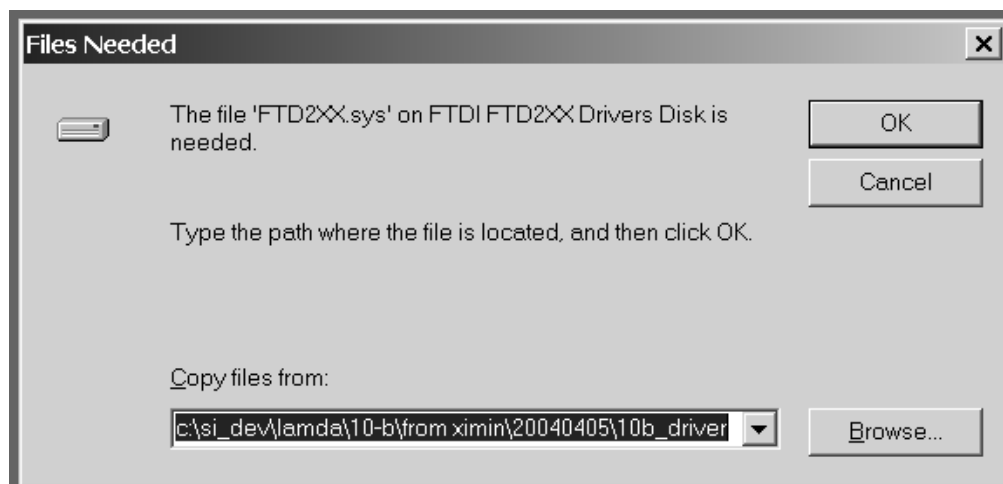 Files Needed
The file 'FTD2XX.sys' on FTDI FTD2XX Drivers Disk is
needed.
OK
Cancel
Type the path where the file is located, and then click OK.
Copy files from:
c:\si_dev\lamda\10-b\from ximin\20040405\10b_driver
Browse...